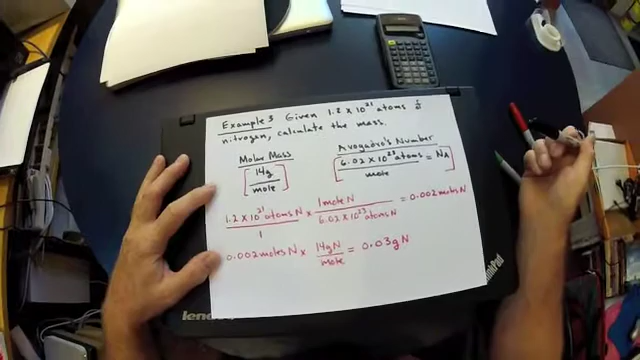 Example 3 Given 1.2 x 10²¹ atoms of
nitrogen, calculate the mass.
Molar Mass
[14g / mole]
Avogadro's Number
[6.02 x 10²³ atoms / mole = NA]
1.2 x 10²¹ atoms N / 1 x 1 mole N / 6.02 x 10²³ atoms N = 0.002 moles N
0.002 moles N x 14g N / mole = 0.03g N
lenovo
ThinkPad